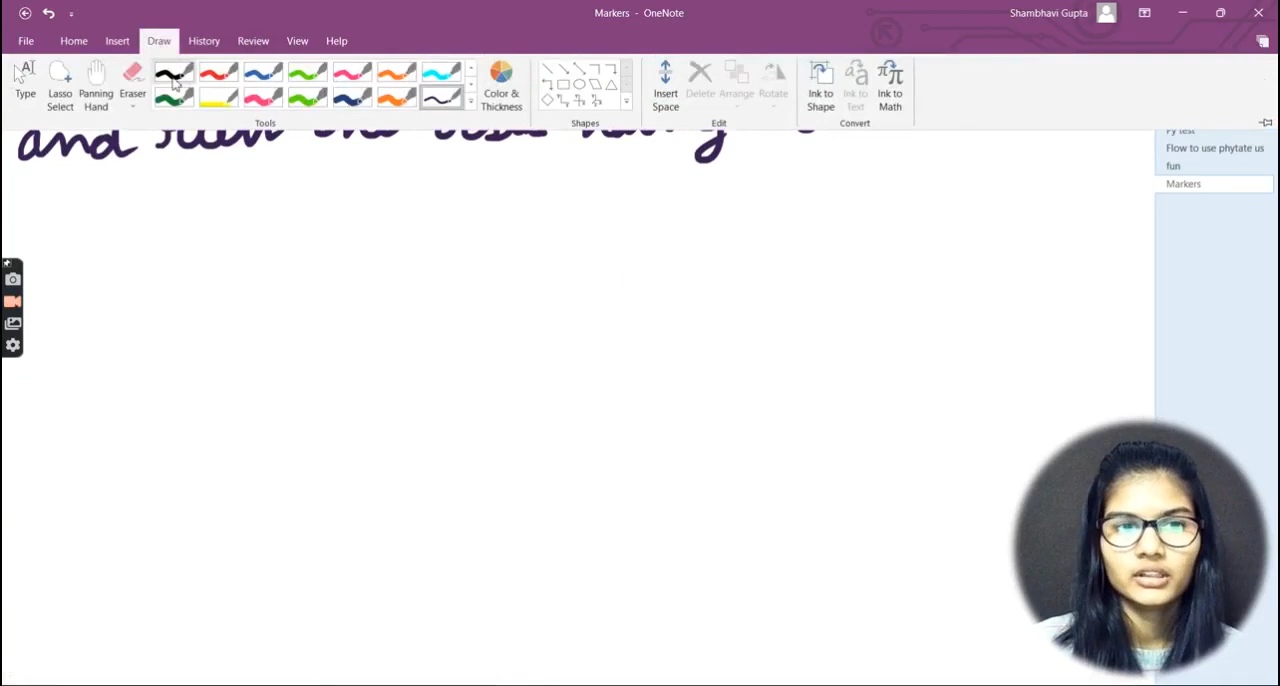 Markers - OneNote
Shambhavi Gupta
File Home Insert Draw History Review View Help
Type
Lasso Select
Panning Hand
Eraser
Color & Thickness
Insert Space
Delete
Arrange
Rotate
Ink to Shape
Ink to Text
Ink to Math
Tools
Shapes
Edit
Convert
and
Py test
Flow to use phytate us
fun
Markers